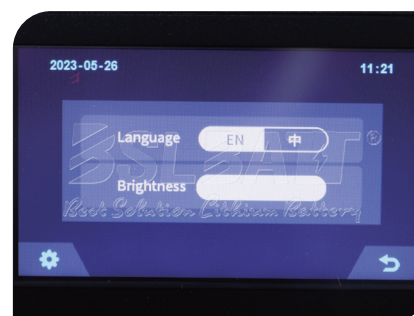 2023-05-26
11:21
Language EN 中
BSLBATT®
Brightness
Best Solution Lithium Battery